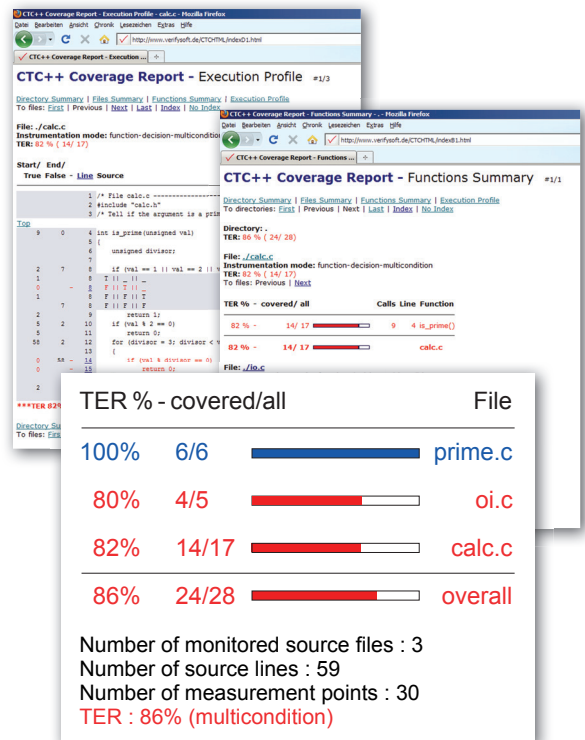 CTC++ Coverage Report - Execution Profile - calc.c - Mozilla Firefox
Datei Bearbeiten Ansicht Chronik Lesezeichen Extras Hilfe
http://www.verifysoft.de/CTCHTML/indexD1.html
CTC++ Coverage Report - Execution ...
CTC++ Coverage Report - Execution Profile #1/3
Directory Summary | Files Summary | Functions Summary | Execution Profile
To files: First | Previous | Next | Last | Index | No Index
File: ./calc.c
Instrumentation mode: function-decision-multicondition
TER: 82 % ( 14/ 17)
Start/ End/
True False - Line Source
1 /* File calc.c
2 #include "calc.h"
3 /* Tell if the argument is a prim
Top
9 0 4 int is_prime(unsigned val)
5 {
6 unsigned divisor;
7
2 7 8 if (val == 1 || val == 2 || v
1 8 T || _ || _
0 - 8 F || T || _
1 8 F || F || T
7 8 F || F || F
2 9 return 1;
5 2 10 if (val % 2 == 0)
5 11 return 0;
58 2 12 for (divisor = 3; divisor < v
13 {
0 58 - 14 if (val % divisor == 0)
0 - 15 return 0;
2
***TER 82%
Directory Su
To files: Firs
CTC++ Coverage Report - Functions Summary - . - Mozilla Firefox
Datei Bearbeiten Ansicht Chronik Lesezeichen Extras Hilfe
http://www.verifysoft.de/CTCHTML/indexB1.html
CTC++ Coverage Report - Functions ...
CTC++ Coverage Report - Functions Summary #1/1
Directory Summary | Files Summary | Functions Summary | Execution Profile
To directories: First | Previous | Next | Last | Index | No Index
Directory: .
TER: 86 % ( 24/ 28)
File: ./calc.c
Instrumentation mode: function-decision-multicondition
TER: 82 % ( 14/ 17)
To files: Previous | Next
TER % - covered/ all Calls Line Function
82 % - 14/ 17 9 4 is_prime()
82 % - 14/ 17 calc.c
File: ./io.c
TER % - covered/all File
100% 6/6 prime.c
80% 4/5 oi.c
82% 14/17 calc.c
86% 24/28 overall
Number of monitored source files : 3
Number of source lines : 59
Number of measurement points : 30
TER : 86% (multicondition)